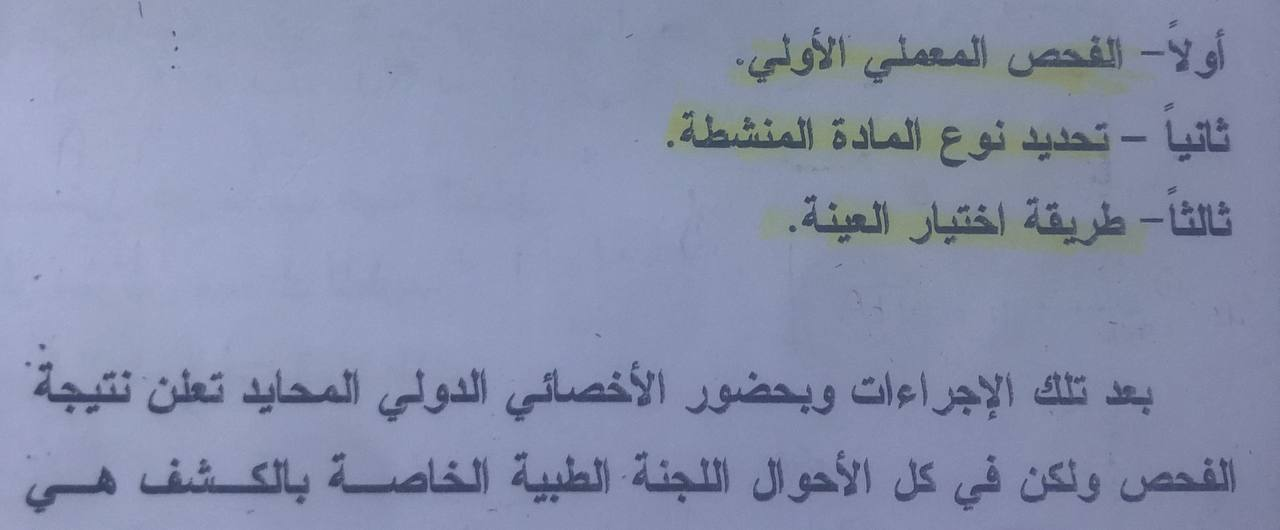 أولاً- الفحص المعملي الأولي.
ثانياً - تحديد نوع المادة المنشطة.
ثالثاً- طريقة اختيار العينة.
بعد تلك الإجراءات وبحضور الأخصائي الدولي المحايد تعلن نتيجة
الفحص ولكن في كل الأحوال اللجنة الطبية الخاصة بالكشف هي